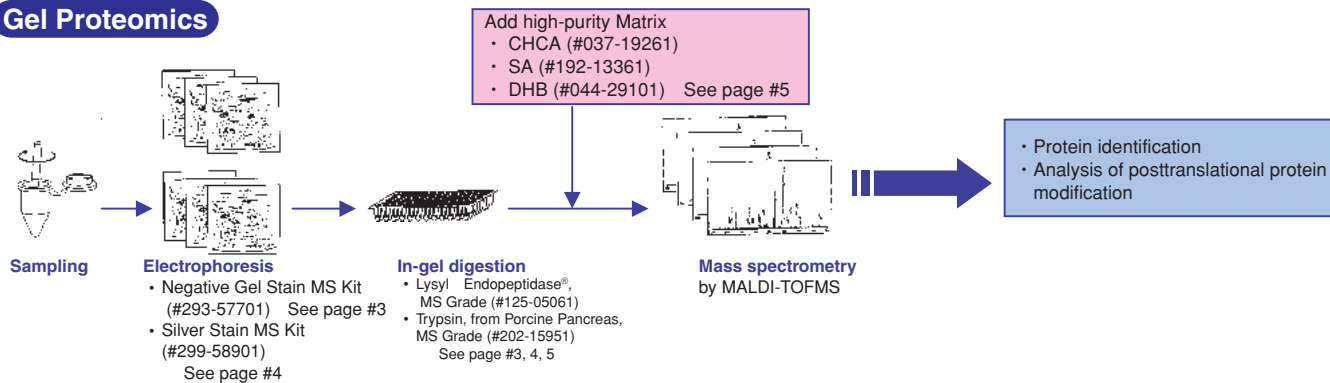 Gel Proteomics
Add high-purity Matrix
・ CHCA (#037-19261)
・ SA (#192-13361)
・ DHB (#044-29101) See page #5
・ Protein identification
・ Analysis of posttranslational protein
modification
Sampling
Electrophoresis
・ Negative Gel Stain MS Kit
(#293-57701) See page #3
・ Silver Stain MS Kit
(#299-58901)
See page #4
In-gel digestion
・ Lysyl Endopeptidase®,
MS Grade (#125-05061)
・ Trypsin, from Porcine Pancreas,
MS Grade (#202-15951)
See page #3, 4, 5
Mass spectrometry
by MALDI-TOFMS